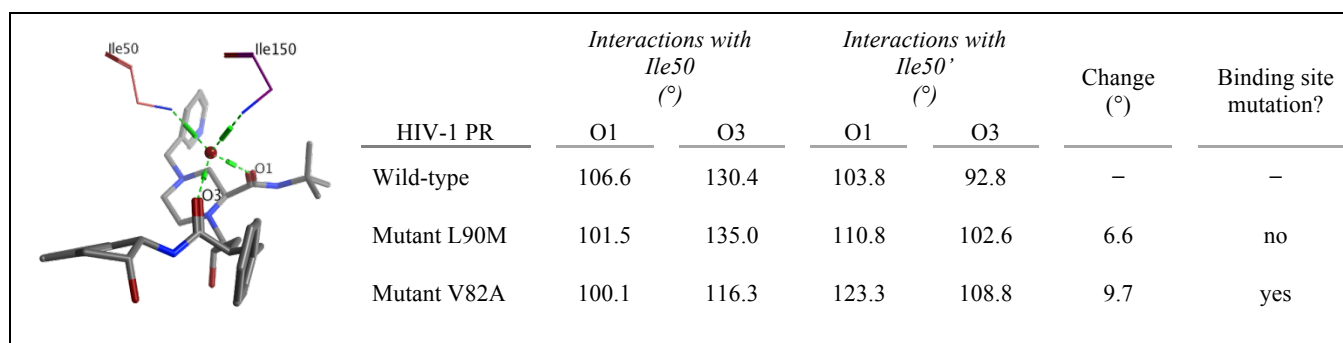 Ile50
Ile150
O1
O3
Interactions with Ile50 (°)
Interactions with Ile50’ (°)
Change (°)
Binding site mutation?
HIV-1 PR O1 O3 O1 O3
Wild-type 106.6 130.4 103.8 92.8 – –
Mutant L90M 101.5 135.0 110.8 102.6 6.6 no
Mutant V82A 100.1 116.3 123.3 108.8 9.7 yes